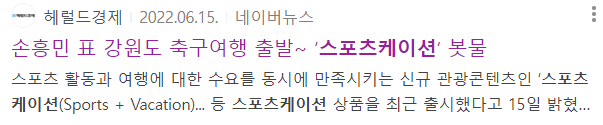 헤럴드경제 2022.06.15. 네이버뉴스
손흥민 표 강원도 축구여행 출발~ '스포츠케이션' 봇물
스포츠 활동과 여행에 대한 수요를 동시에 만족시키는 신규 관광콘텐츠인 '스포츠
케이션(Sports + Vacation)... 등 스포츠케이션 상품을 최근 출시했다고 15일 밝혔...